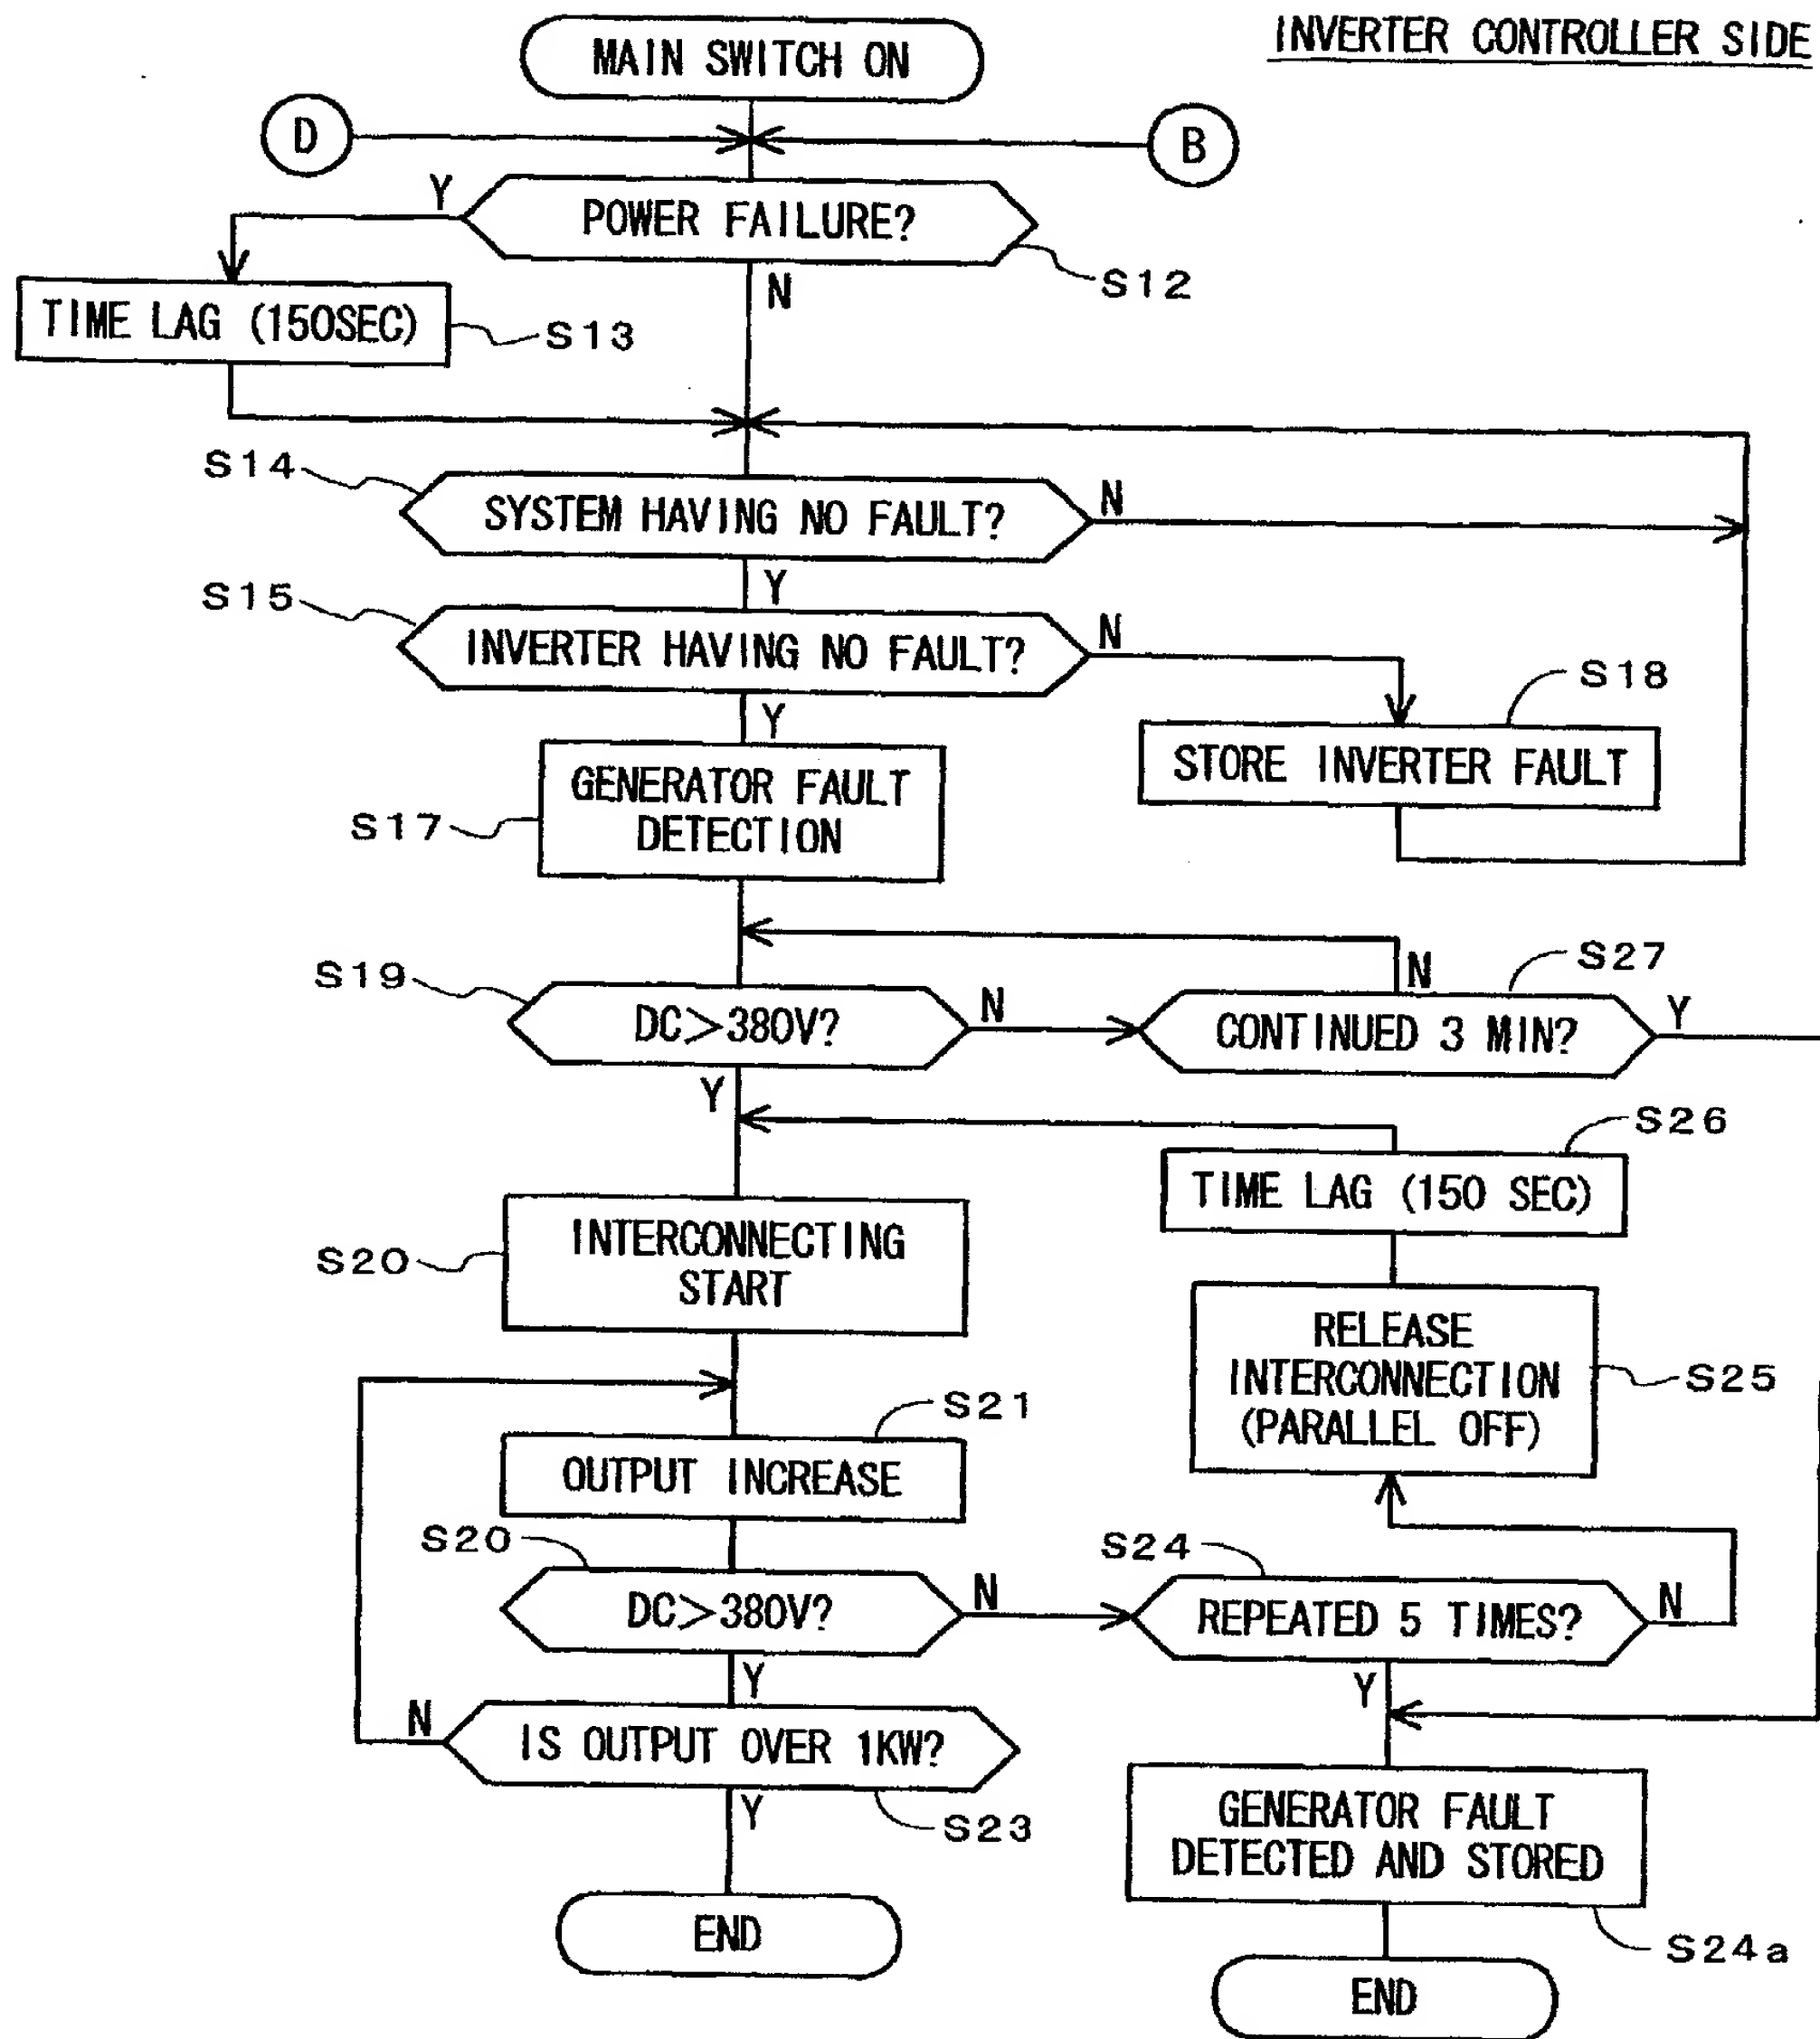 INVERTER CONTROLLER SIDE
MAIN SWITCH ON
D
B
Y
POWER FAILURE?
S12
N
TIME LAG (150SEC)
S13
S14
SYSTEM HAVING NO FAULT?
N
Y
S15
INVERTER HAVING NO FAULT?
N
Y
S18
STORE INVERTER FAULT
GENERATOR FAULT
DETECTION
S17
S19
DC>380V?
N
Y
S27
N
CONTINUED 3 MIN?
Y
S26
TIME LAG (150 SEC)
INTERCONNECTING
START
S20
RELEASE
INTERCONNECTION
(PARALLEL OFF)
S25
S21
OUTPUT INCREASE
S20
DC>380V?
N
Y
S24
REPEATED 5 TIMES?
N
Y
N
IS OUTPUT OVER 1KW?
Y
S23
GENERATOR FAULT
DETECTED AND STORED
S24a
END
END